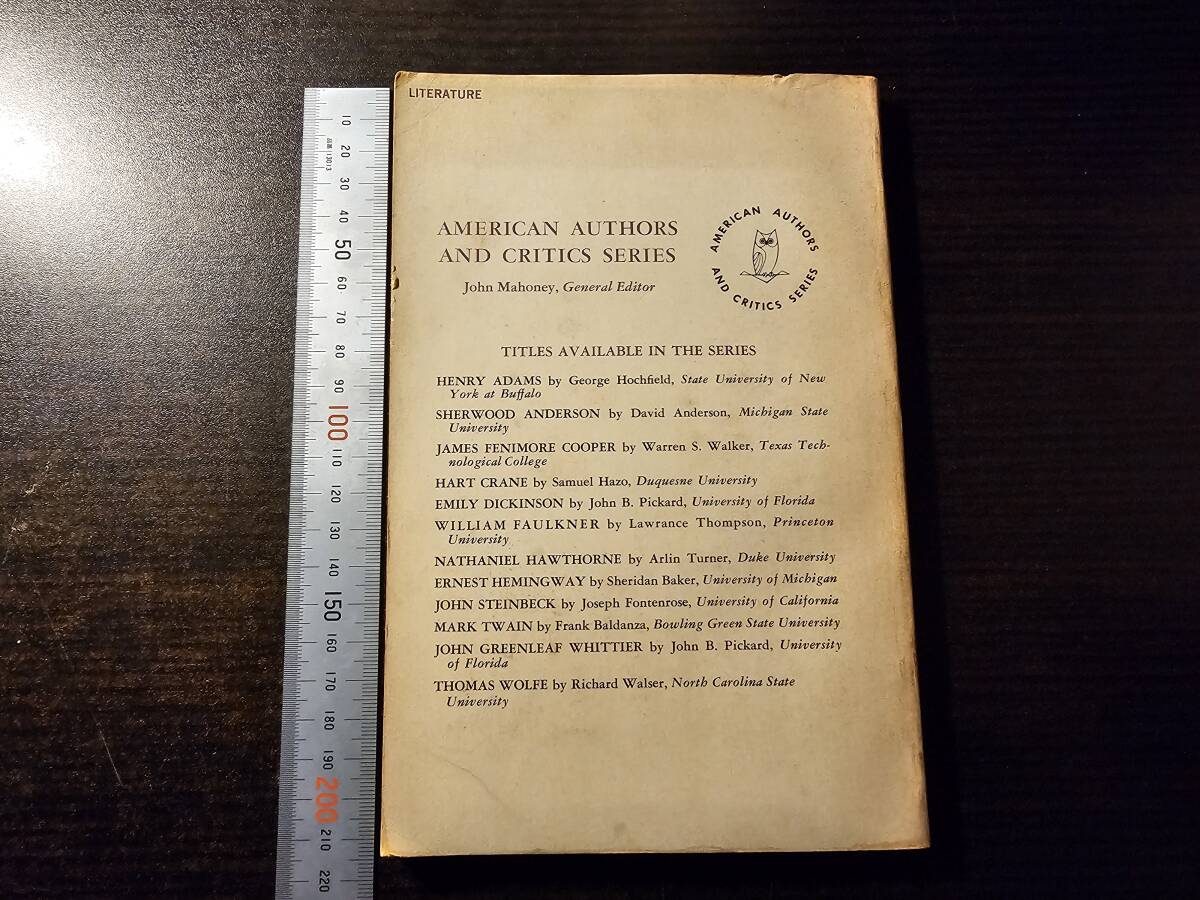 LITERATURE
AMERICAN AUTHORS
AND CRITICS SERIES
John Mahoney, General Editor
AMERICAN AUTHORS
AND CRITICS SERIES
TITLES AVAILABLE IN THE SERIES
HENRY ADAMS by George Hochfield, State University of New
York at Buffalo
SHERWOOD ANDERSON by David Anderson, Michigan State
University
JAMES FENIMORE COOPER by Warren S. Walker, Texas Tech-
nological College
HART CRANE by Samuel Hazo, Duquesne University
EMILY DICKINSON by John B. Pickard, University of Florida
WILLIAM FAULKNER by Lawrance Thompson, Princeton
University
NATHANIEL HAWTHORNE by Arlin Turner, Duke University
ERNEST HEMINGWAY by Sheridan Baker, University of Michigan
JOHN STEINBECK by Joseph Fontenrose, University of California
MARK TWAIN by Frank Baldanza, Bowling Green State University
JOHN GREENLEAF WHITTIER by John B. Pickard, University
of Florida
THOMAS WOLFE by Richard Walser, North Carolina State
University
10
20
30
40
50
60
70
80
90
100
110
120
130
140
150
160
170
180
190
200
210
220
13013